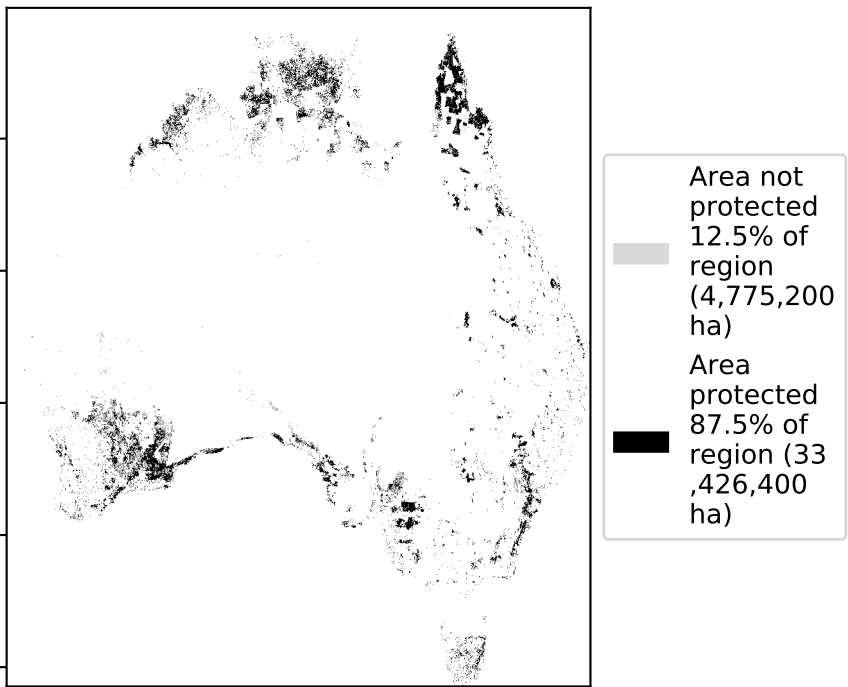 Area not
protected
12.5% of
region
(4,775,200
ha)
Area
protected
87.5% of
region (33
,426,400
ha)